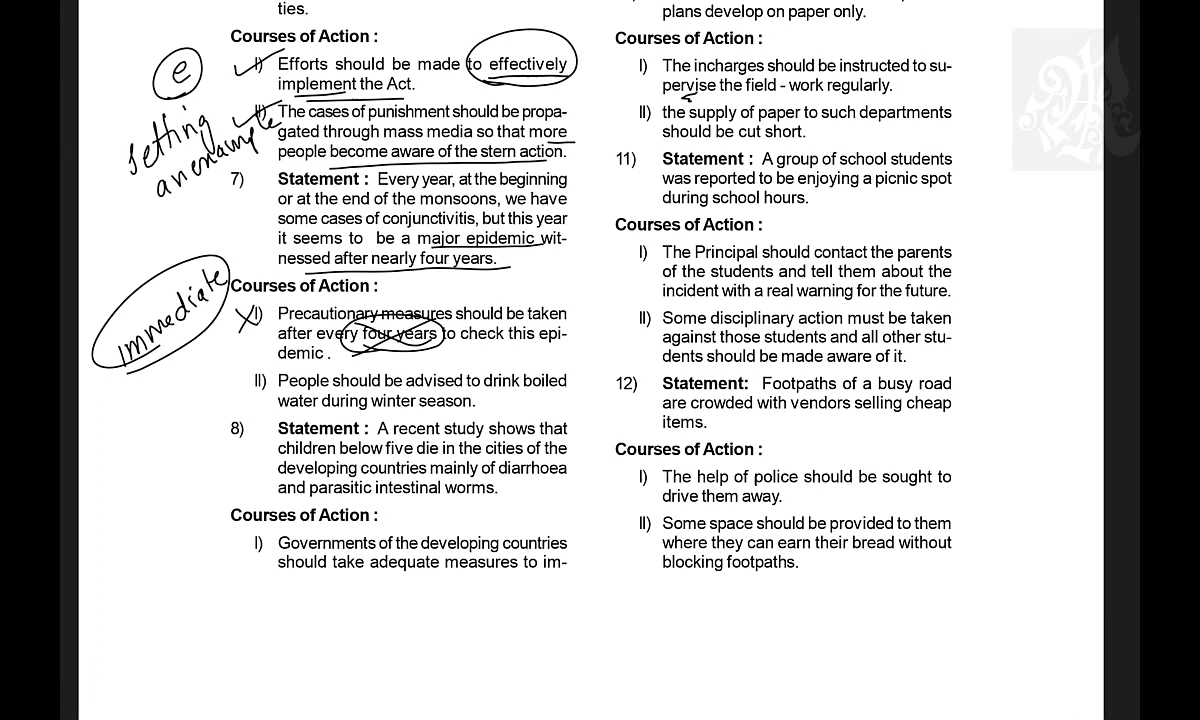 ties.
Courses of Action :
I) Efforts should be made to effectively
implement the Act.
II) The cases of punishment should be propa-
gated through mass media so that more
people become aware of the stern action.
e
setting
an example
7) Statement : Every year, at the beginning
or at the end of the monsoons, we have
some cases of conjunctivitis, but this year
it seems to be a major epidemic wit-
nessed after nearly four years.
Courses of Action :
immediate
I) Precautionary measures should be taken
after every four years to check this epi-
demic .
II) People should be advised to drink boiled
water during winter season.
8) Statement : A recent study shows that
children below five die in the cities of the
developing countries mainly of diarrhoea
and parasitic intestinal worms.
Courses of Action :
I) Governments of the developing countries
should take adequate measures to im-
plans develop on paper only.
Courses of Action :
I) The incharges should be instructed to su-
pervise the field - work regularly.
II) the supply of paper to such departments
should be cut short.
11) Statement : A group of school students
was reported to be enjoying a picnic spot
during school hours.
Courses of Action :
I) The Principal should contact the parents
of the students and tell them about the
incident with a real warning for the future.
II) Some disciplinary action must be taken
against those students and all other stu-
dents should be made aware of it.
12) Statement: Footpaths of a busy road
are crowded with vendors selling cheap
items.
Courses of Action :
I) The help of police should be sought to
drive them away.
II) Some space should be provided to them
where they can earn their bread without
blocking footpaths.